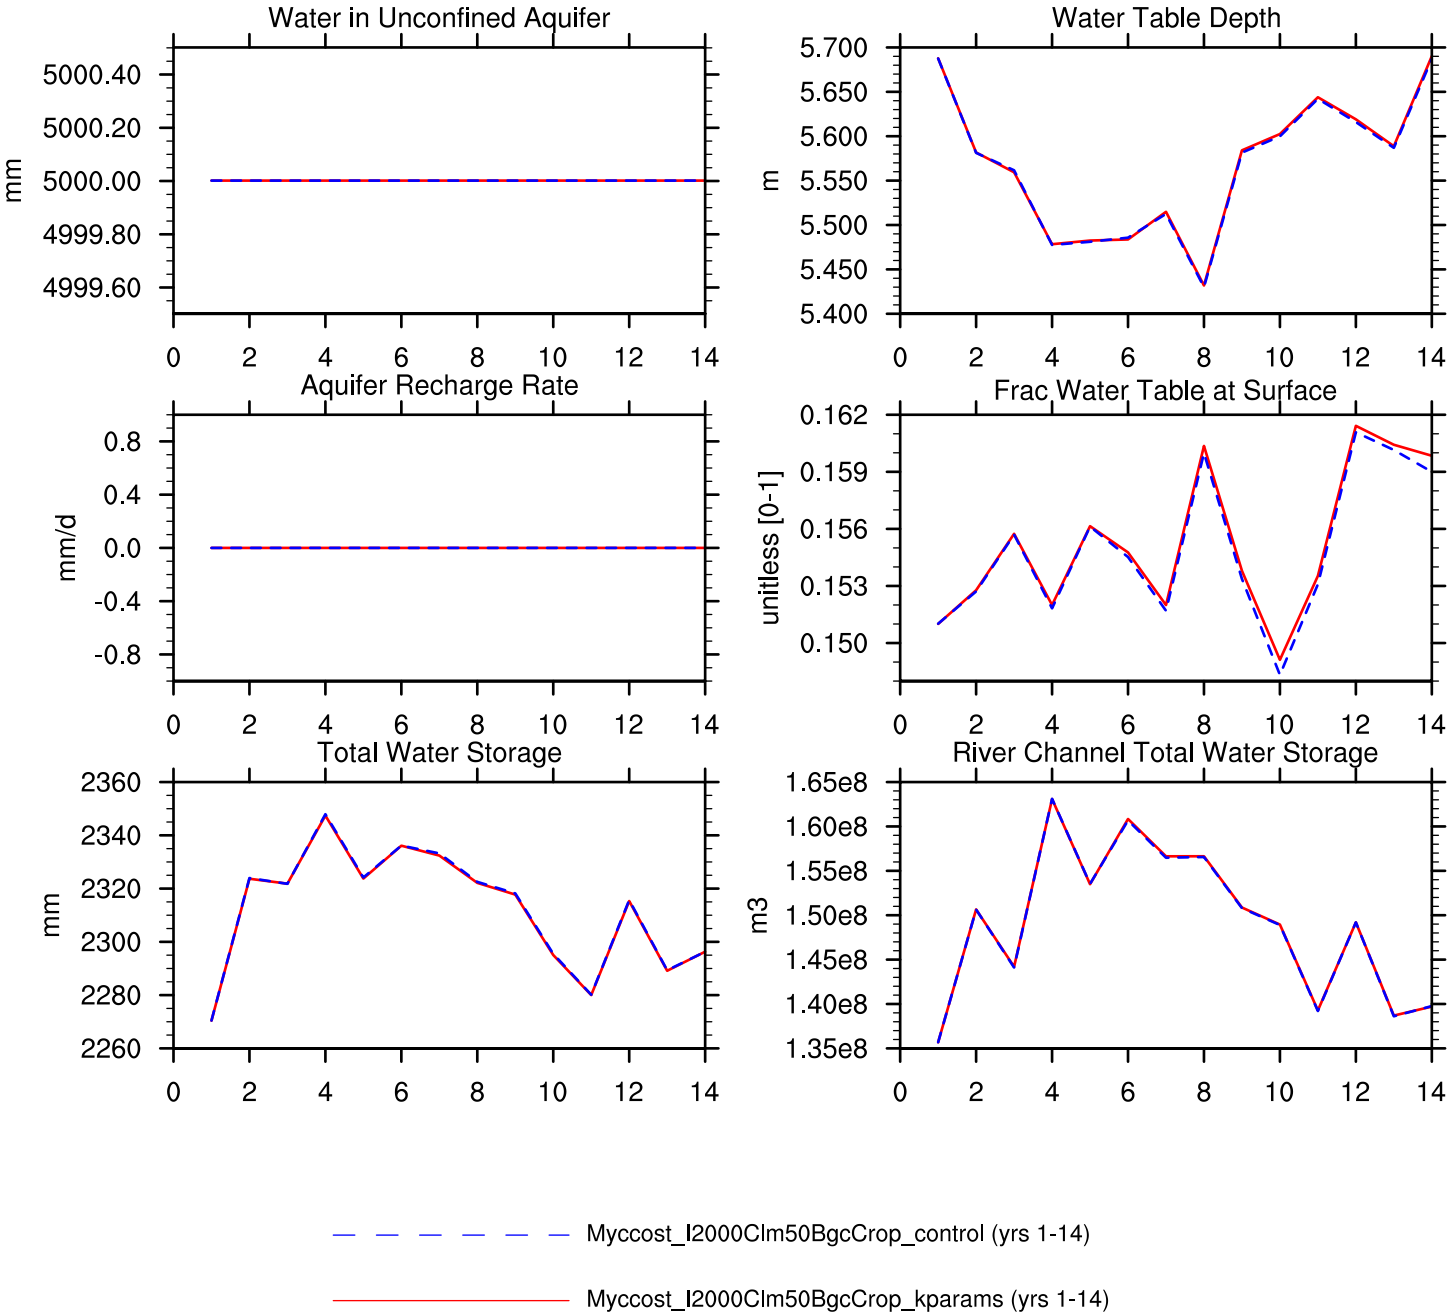 Water in Unconfined Aquifer
mm
5000.40
5000.20
5000.00
4999.80
4999.60
0 2 4 6 8 10 12 14
Water Table Depth
m
5.700
5.650
5.600
5.550
5.500
5.450
5.400
0 2 4 6 8 10 12 14
Aquifer Recharge Rate
mm/d
0.8
0.4
0.0
-0.4
-0.8
0 2 4 6 8 10 12 14
Frac Water Table at Surface
unitless [0-1]
0.162
0.159
0.156
0.153
0.150
0 2 4 6 8 10 12 14
Total Water Storage
mm
2360
2340
2320
2300
2280
2260
0 2 4 6 8 10 12 14
River Channel Total Water Storage
m3
1.65e8
1.60e8
1.55e8
1.50e8
1.45e8
1.40e8
1.35e8
0 2 4 6 8 10 12 14
Myccost_I2000Clm50BgcCrop_control (yrs 1-14)
Myccost_I2000Clm50BgcCrop_kparams (yrs 1-14)